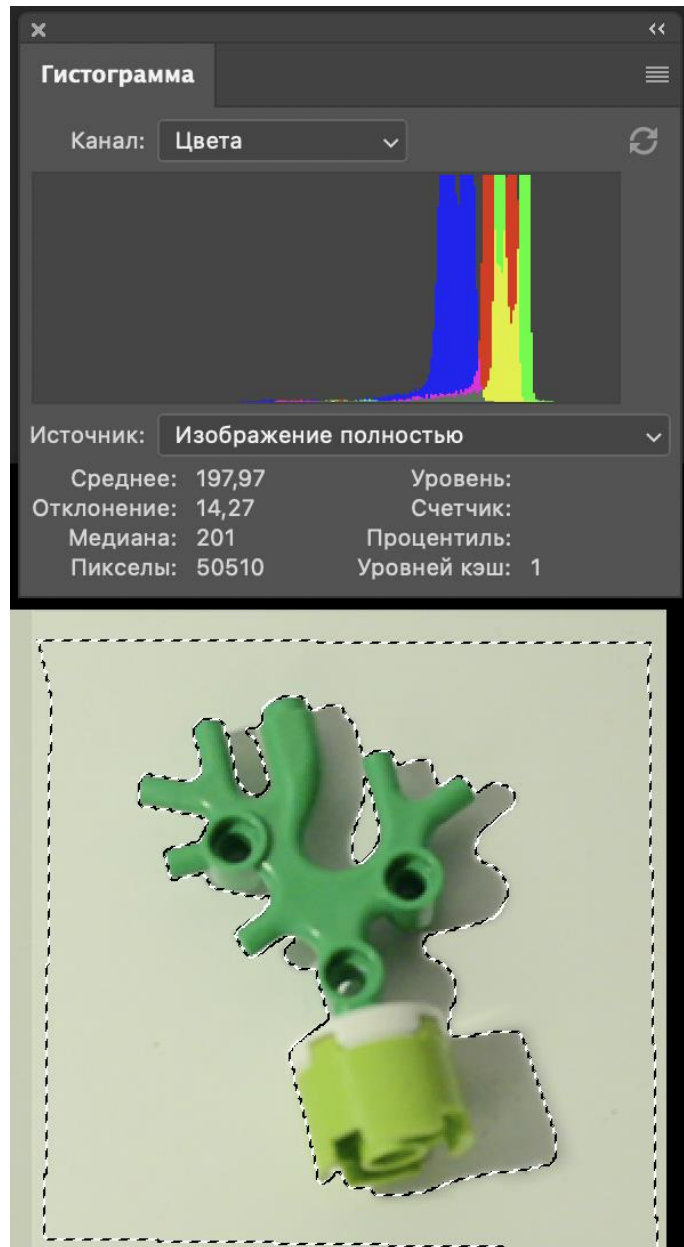 Гистограмма
Канал: Цвета
Источник: Изображение полностью
Среднее: 197,97 Уровень:
Отклонение: 14,27 Счетчик:
Медиана: 201 Процентиль:
Пикселы: 50510 Уровней кэш: 1